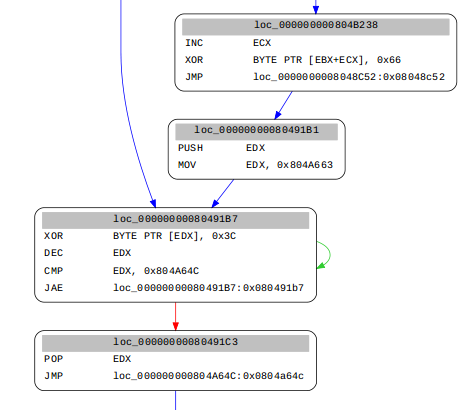 loc_000000000804B238
INC ECX
XOR BYTE PTR [EBX+ECX], 0x66
JMP loc_0000000008048C52:0x08048c52
loc_00000000080491B1
PUSH EDX
MOV EDX, 0x804A663
loc_00000000080491B7
XOR BYTE PTR [EDX], 0x3C
DEC EDX
CMP EDX, 0x804A64C
JAE loc_00000000080491B7:0x080491b7
loc_00000000080491C3
POP EDX
JMP loc_000000000804A64C:0x0804a64c